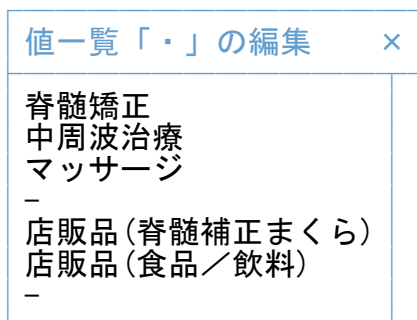 値一覧「・」の編集 ×
脊髄矯正
中周波治療
マッサージ
–
店販品(脊髄補正まくら)
店販品(食品／飲料)
–